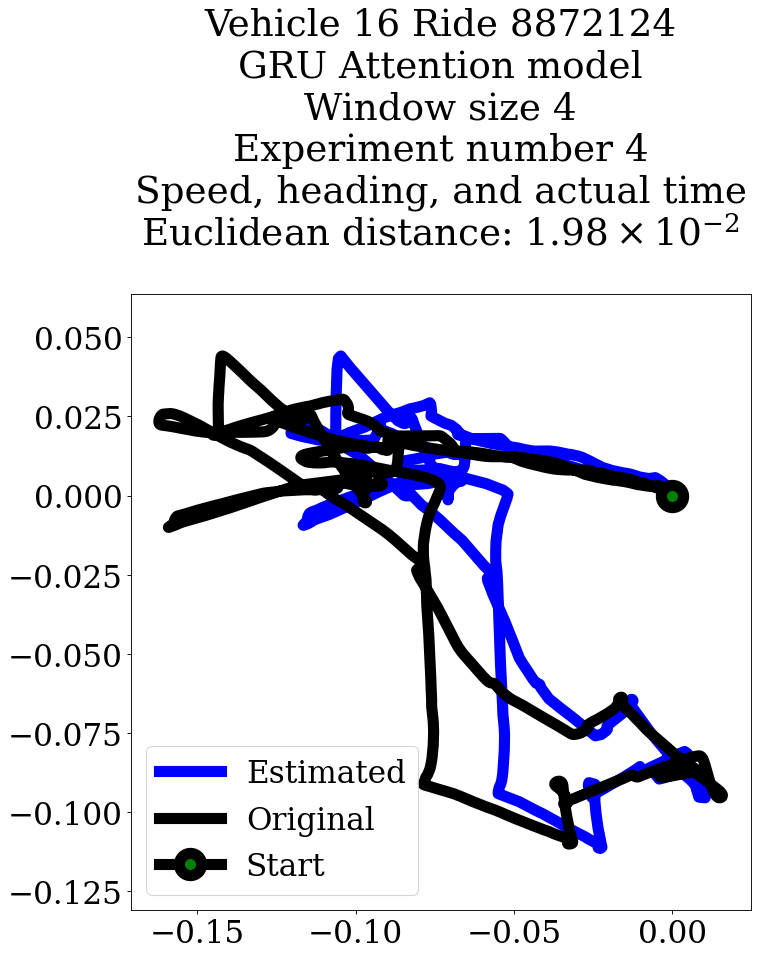 Vehicle 16 Ride 8872124
GRU Attention model
Window size 4
Experiment number 4
Speed, heading, and actual time
Euclidean distance: 1.98 × 10⁻²
0.050
0.025
0.000
−0.025
−0.050
−0.075
−0.100
−0.125
Estimated
Original
Start
−0.15 −0.10 −0.05 0.00